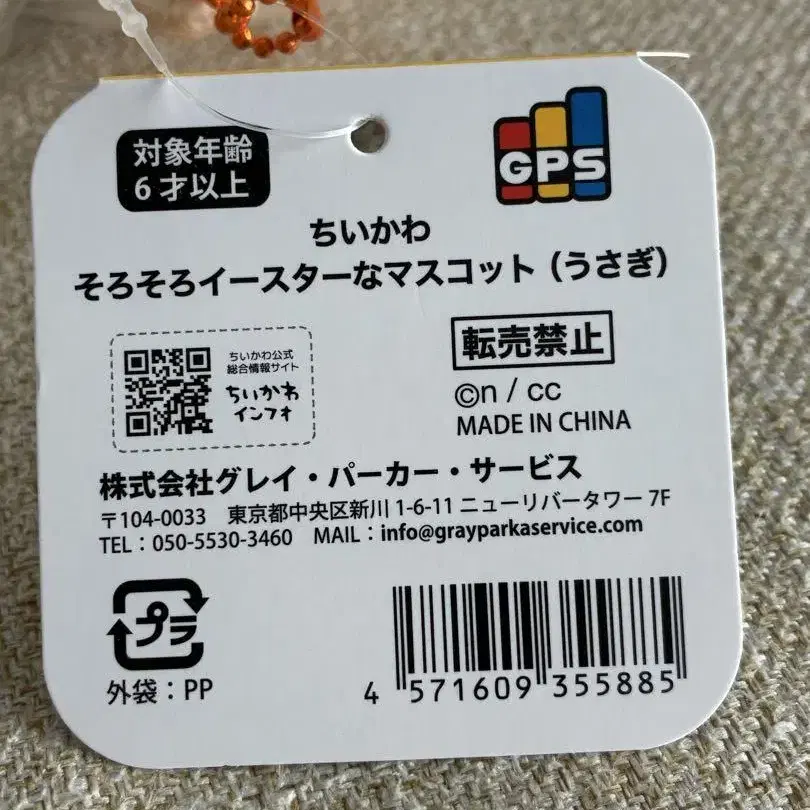 対象年齢
6才以上
GPS
ちいかわ
そろそろイースターなマスコット（うさぎ）
ちいかわ公式
総合情報サイト
ちいかわ
インフォ
転売禁止
©n / cc
MADE IN CHINA
株式会社グレイ・パーカー・サービス
〒104-0033　東京都中央区新川 1-6-11 ニューリバータワー 7F
TEL：050-5530-3460　MAIL：info@grayparkaservice.com
プラ
外袋：PP
4 571609 355885